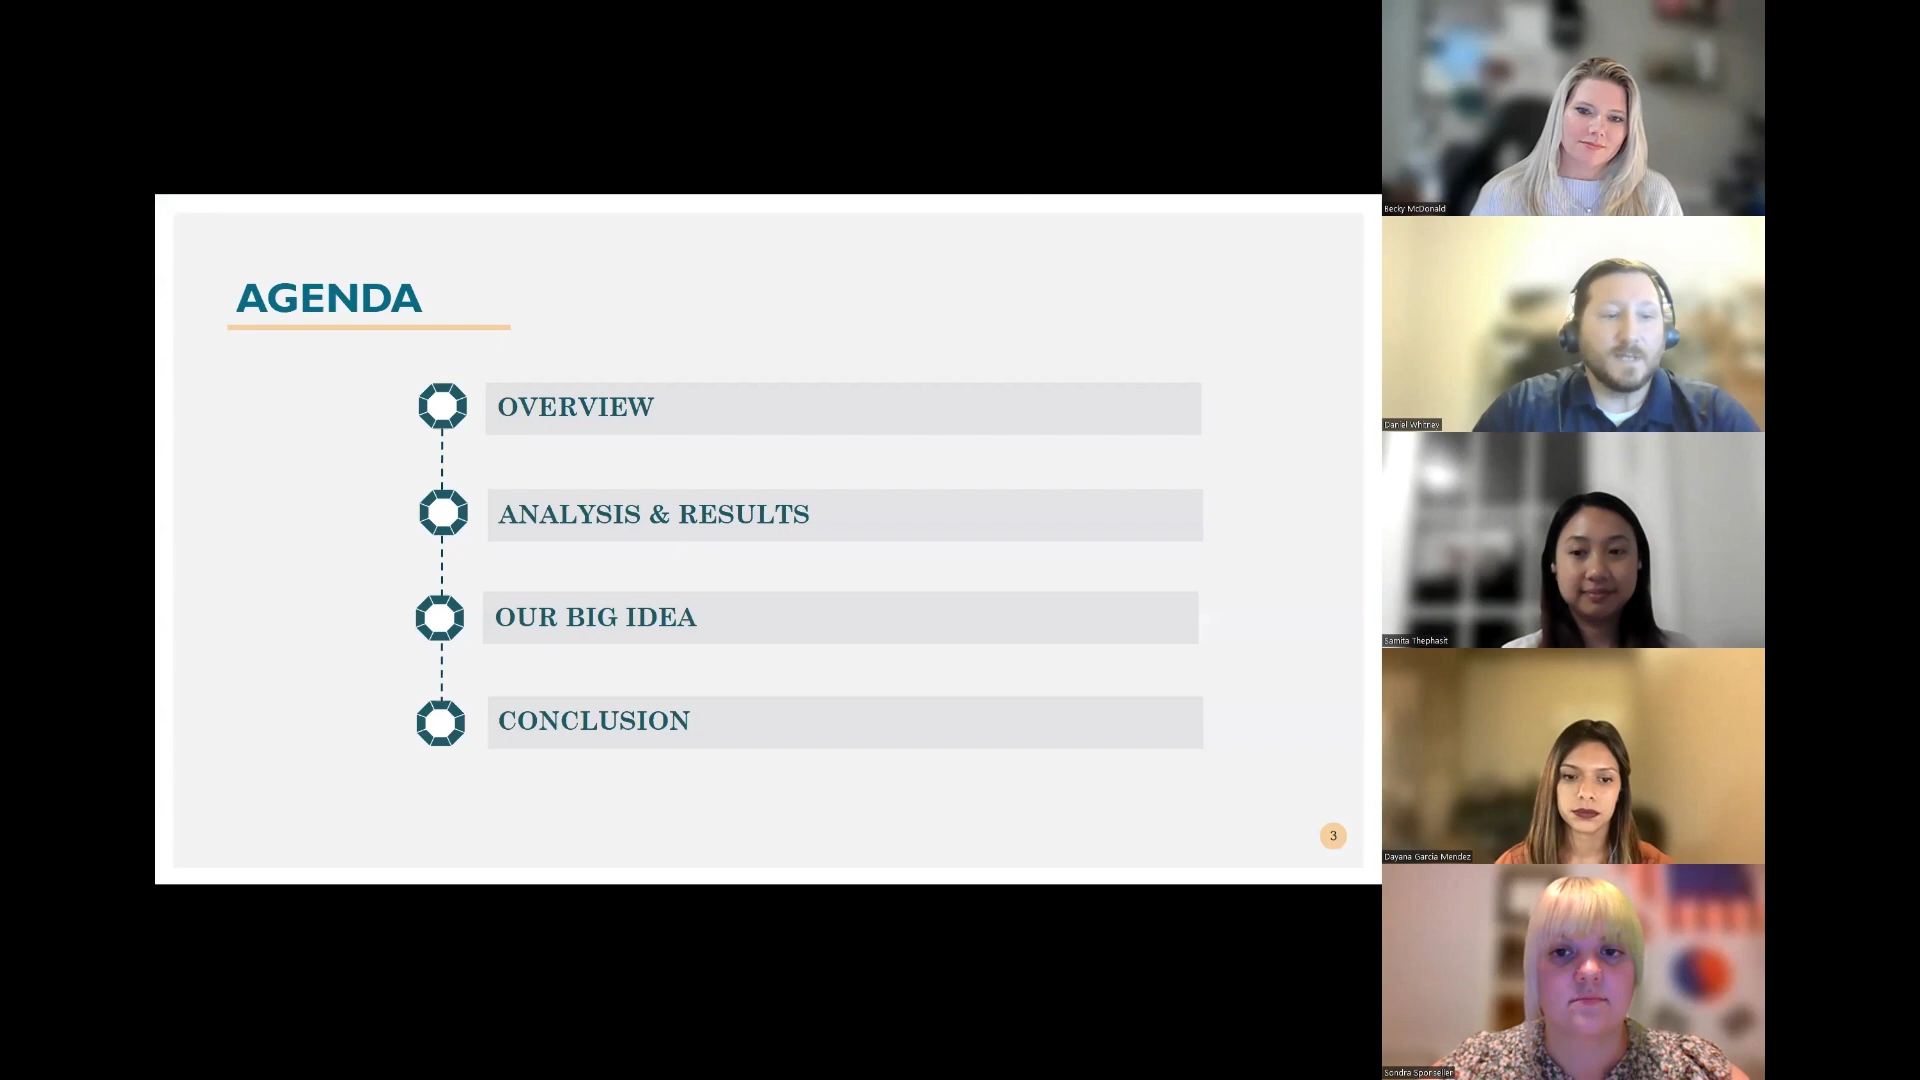 AGENDA
OVERVIEW
ANALYSIS & RESULTS
OUR BIG IDEA
CONCLUSION
3
Becky McDonald
Daniel Whitney
Samita Thephasit
Dayana Garcia Mendez
Sondra Sponseller